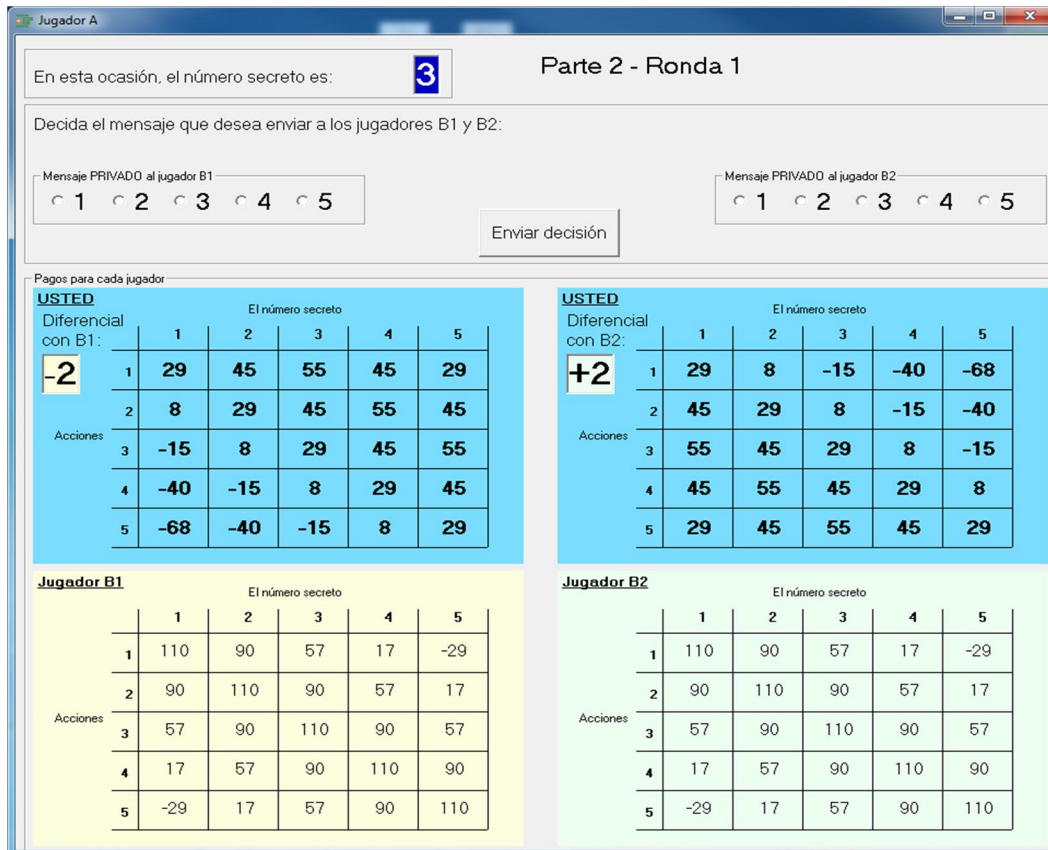 Jugador A
En esta ocasión, el número secreto es: 3
Parte 2 - Ronda 1
Decida el mensaje que desea enviar a los jugadores B1 y B2:
Mensaje PRIVADO al jugador B1
1 2 3 4 5
Mensaje PRIVADO al jugador B2
1 2 3 4 5
Enviar decisión
Pagos para cada jugador
USTED
El número secreto
Diferencial con B1:
-2
1 2 3 4 5
Acciones
1 29 45 55 45 29
2 8 29 45 55 45
3 -15 8 29 45 55
4 -40 -15 8 29 45
5 -68 -40 -15 8 29
USTED
El número secreto
Diferencial con B2:
+2
1 2 3 4 5
Acciones
1 29 8 -15 -40 -68
2 45 29 8 -15 -40
3 55 45 29 8 -15
4 45 55 45 29 8
5 29 45 55 45 29
Jugador B1
El número secreto
1 2 3 4 5
Acciones
1 110 90 57 17 -29
2 90 110 90 57 17
3 57 90 110 90 57
4 17 57 90 110 90
5 -29 17 57 90 110
Jugador B2
El número secreto
1 2 3 4 5
Acciones
1 110 90 57 17 -29
2 90 110 90 57 17
3 57 90 110 90 57
4 17 57 90 110 90
5 -29 17 57 90 110